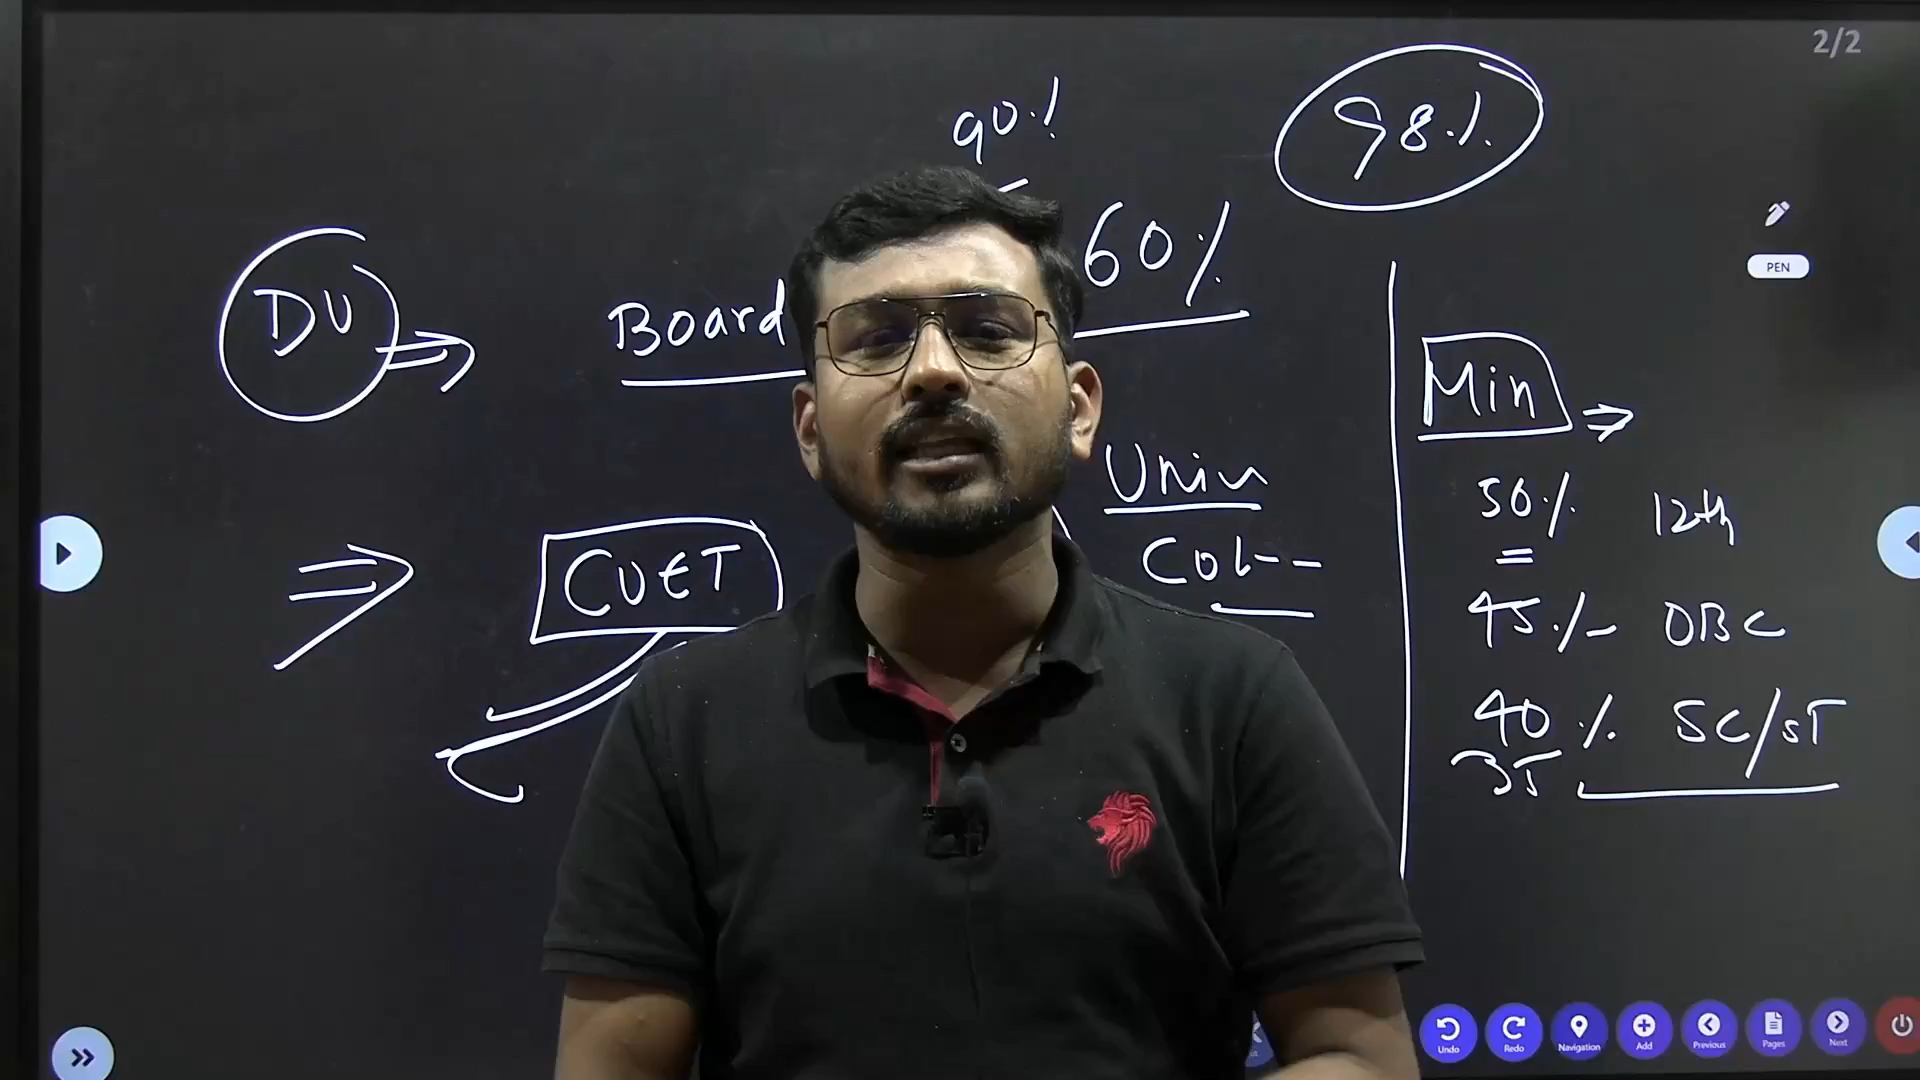 2/2
90%
98%
DU
Board
60%
PEN
Min
Univ
50% 12th
CUET
Col--
45%- OBC
40% SC/ST
35
Undo
Redo
Navigation
Add
Previous
Pages
Next